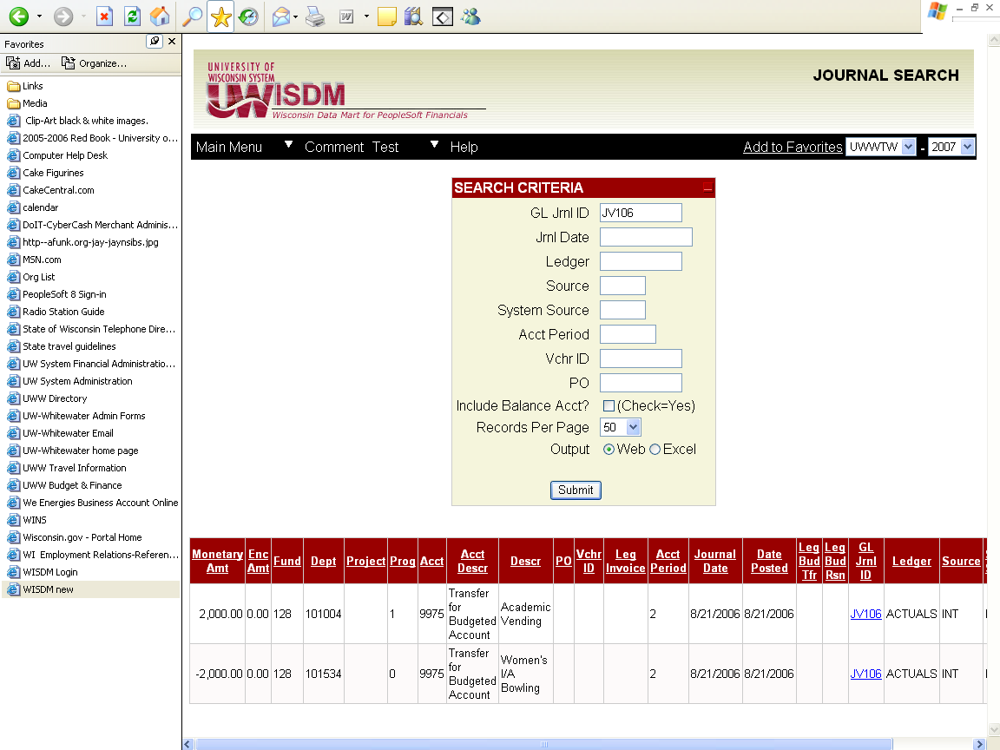 Favorites
Add... Organize...
Links
Media
Clip-Art black & white images.
2005-2006 Red Book - University o...
Computer Help Desk
Cake Figurines
CakeCentral.com
calendar
DoIT-CyberCash Merchant Adminis...
http--afunk.org-jay-jaynsibs.jpg
MSN.com
Org List
PeopleSoft 8 Sign-in
Radio Station Guide
State of Wisconsin Telephone Dire...
State travel guidelines
UW System Financial Administratio...
UW System Administration
UWW Directory
UW-Whitewater Admin Forms
UW-Whitewater Email
UW-Whitewater home page
UWW Travel Information
UWW Budget & Finance
We Energies Business Account Online
WINS
Wisconsin.gov - Portal Home
WI Employment Relations-Referen...
WISDM Login
WISDM new
UNIVERSITY OF
WISCONSIN SYSTEM
UWISDM
Wisconsin Data Mart for PeopleSoft Financials
JOURNAL SEARCH
Main Menu Comment Test Help Add to Favorites UWWTW - 2007
SEARCH CRITERIA
GL Jrnl ID JV106
Jrnl Date
Ledger
Source
System Source
Acct Period
Vchr ID
PO
Include Balance Acct? (Check=Yes)
Records Per Page 50
Output Web Excel
Submit
Monetary Amt Enc Amt Fund Dept Project Prog Acct Acct Descr Descr PO Vchr ID Leg Invoice Acct Period Journal Date Date Posted Leg Bud Tfr Leg Bud Rsn GL Jrnl ID Ledger Source
2,000.00 0.00 128 101004 1 9975 Transfer for Budgeted Account Academic Vending 2 8/21/2006 8/21/2006 JV106 ACTUALS INT
-2,000.00 0.00 128 101534 0 9975 Transfer for Budgeted Account Women's I/A Bowling 2 8/21/2006 8/21/2006 JV106 ACTUALS INT